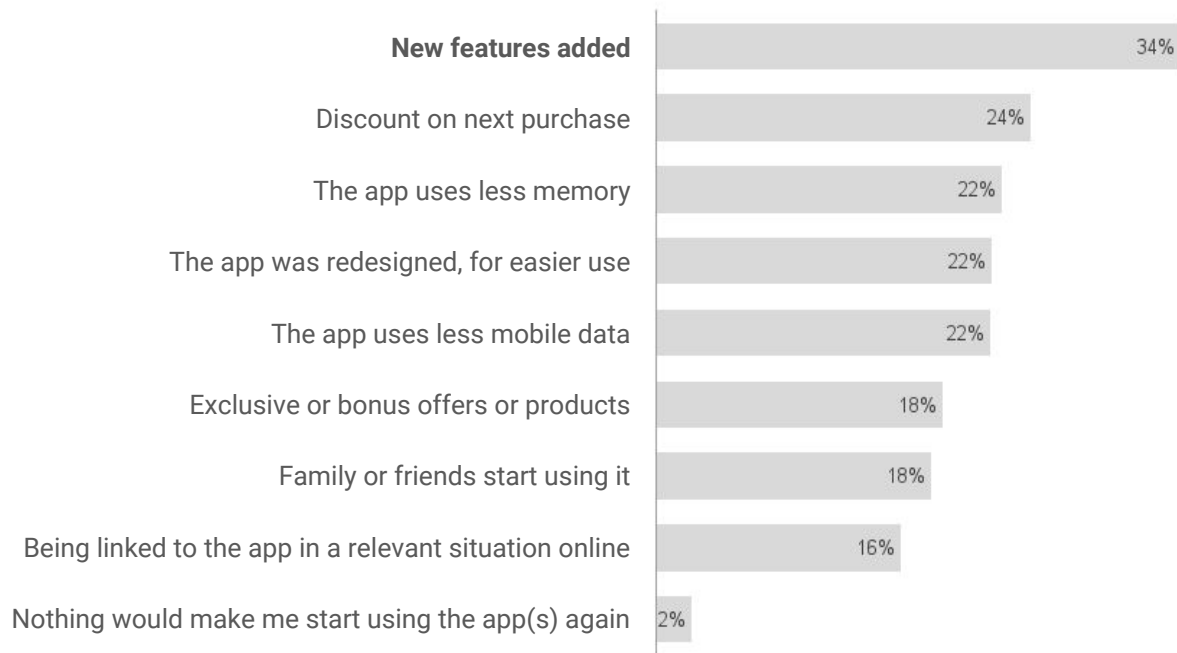 New features added 34%
Discount on next purchase 24%
The app uses less memory 22%
The app was redesigned, for easier use 22%
The app uses less mobile data 22%
Exclusive or bonus offers or products 18%
Family or friends start using it 18%
Being linked to the app in a relevant situation online 16%
Nothing would make me start using the app(s) again 2%